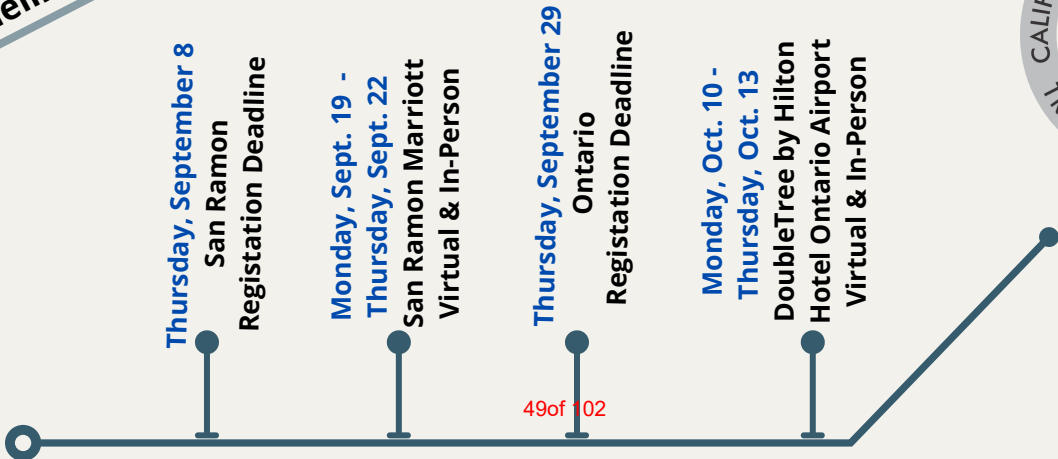 Thursday, September 8
San Ramon
Registation Deadline
Monday, Sept. 19 -
Thursday, Sept. 22
San Ramon Marriott
Virtual & In-Person
Thursday, September 29
Ontario
Registation Deadline
Monday, Oct. 10 -
Thursday, Oct. 13
DoubleTree by Hilton
Hotel Ontario Airport
Virtual & In-Person
49of 102